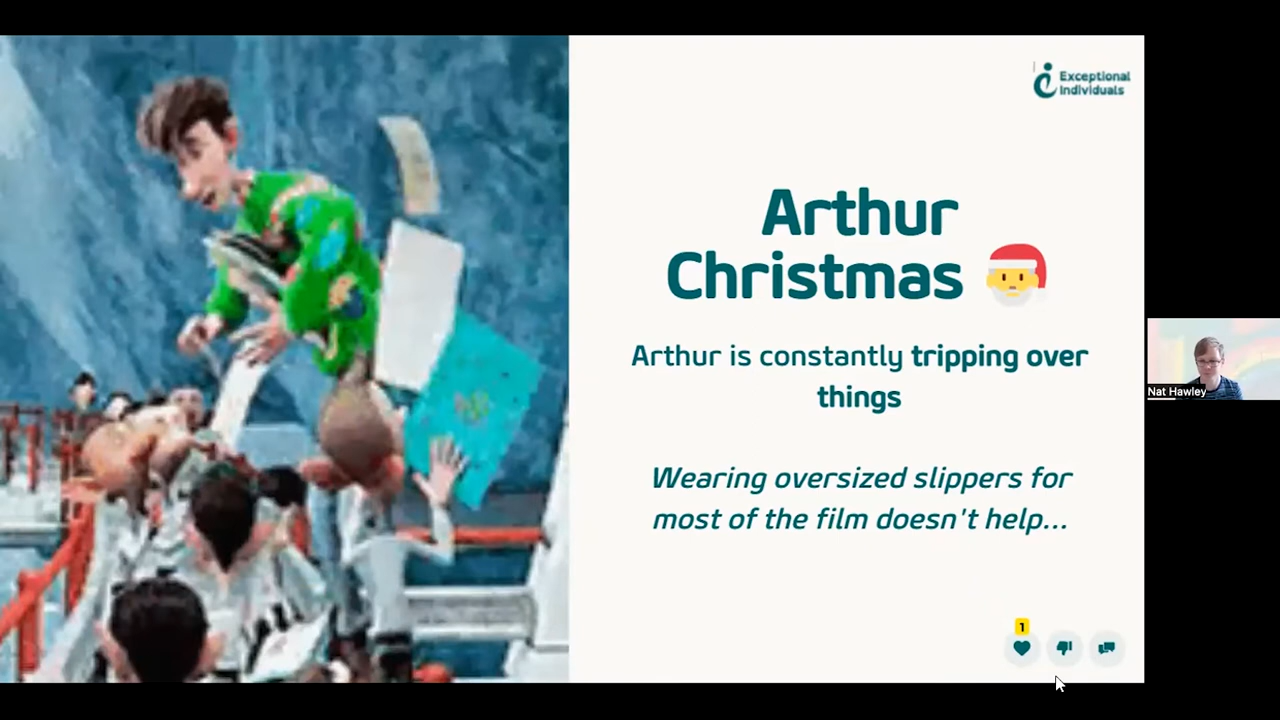 Exceptional
Individuals
Arthur
Christmas
Arthur is constantly tripping over
things
Wearing oversized slippers for
most of the film doesn't help...
1
Nat Hawley